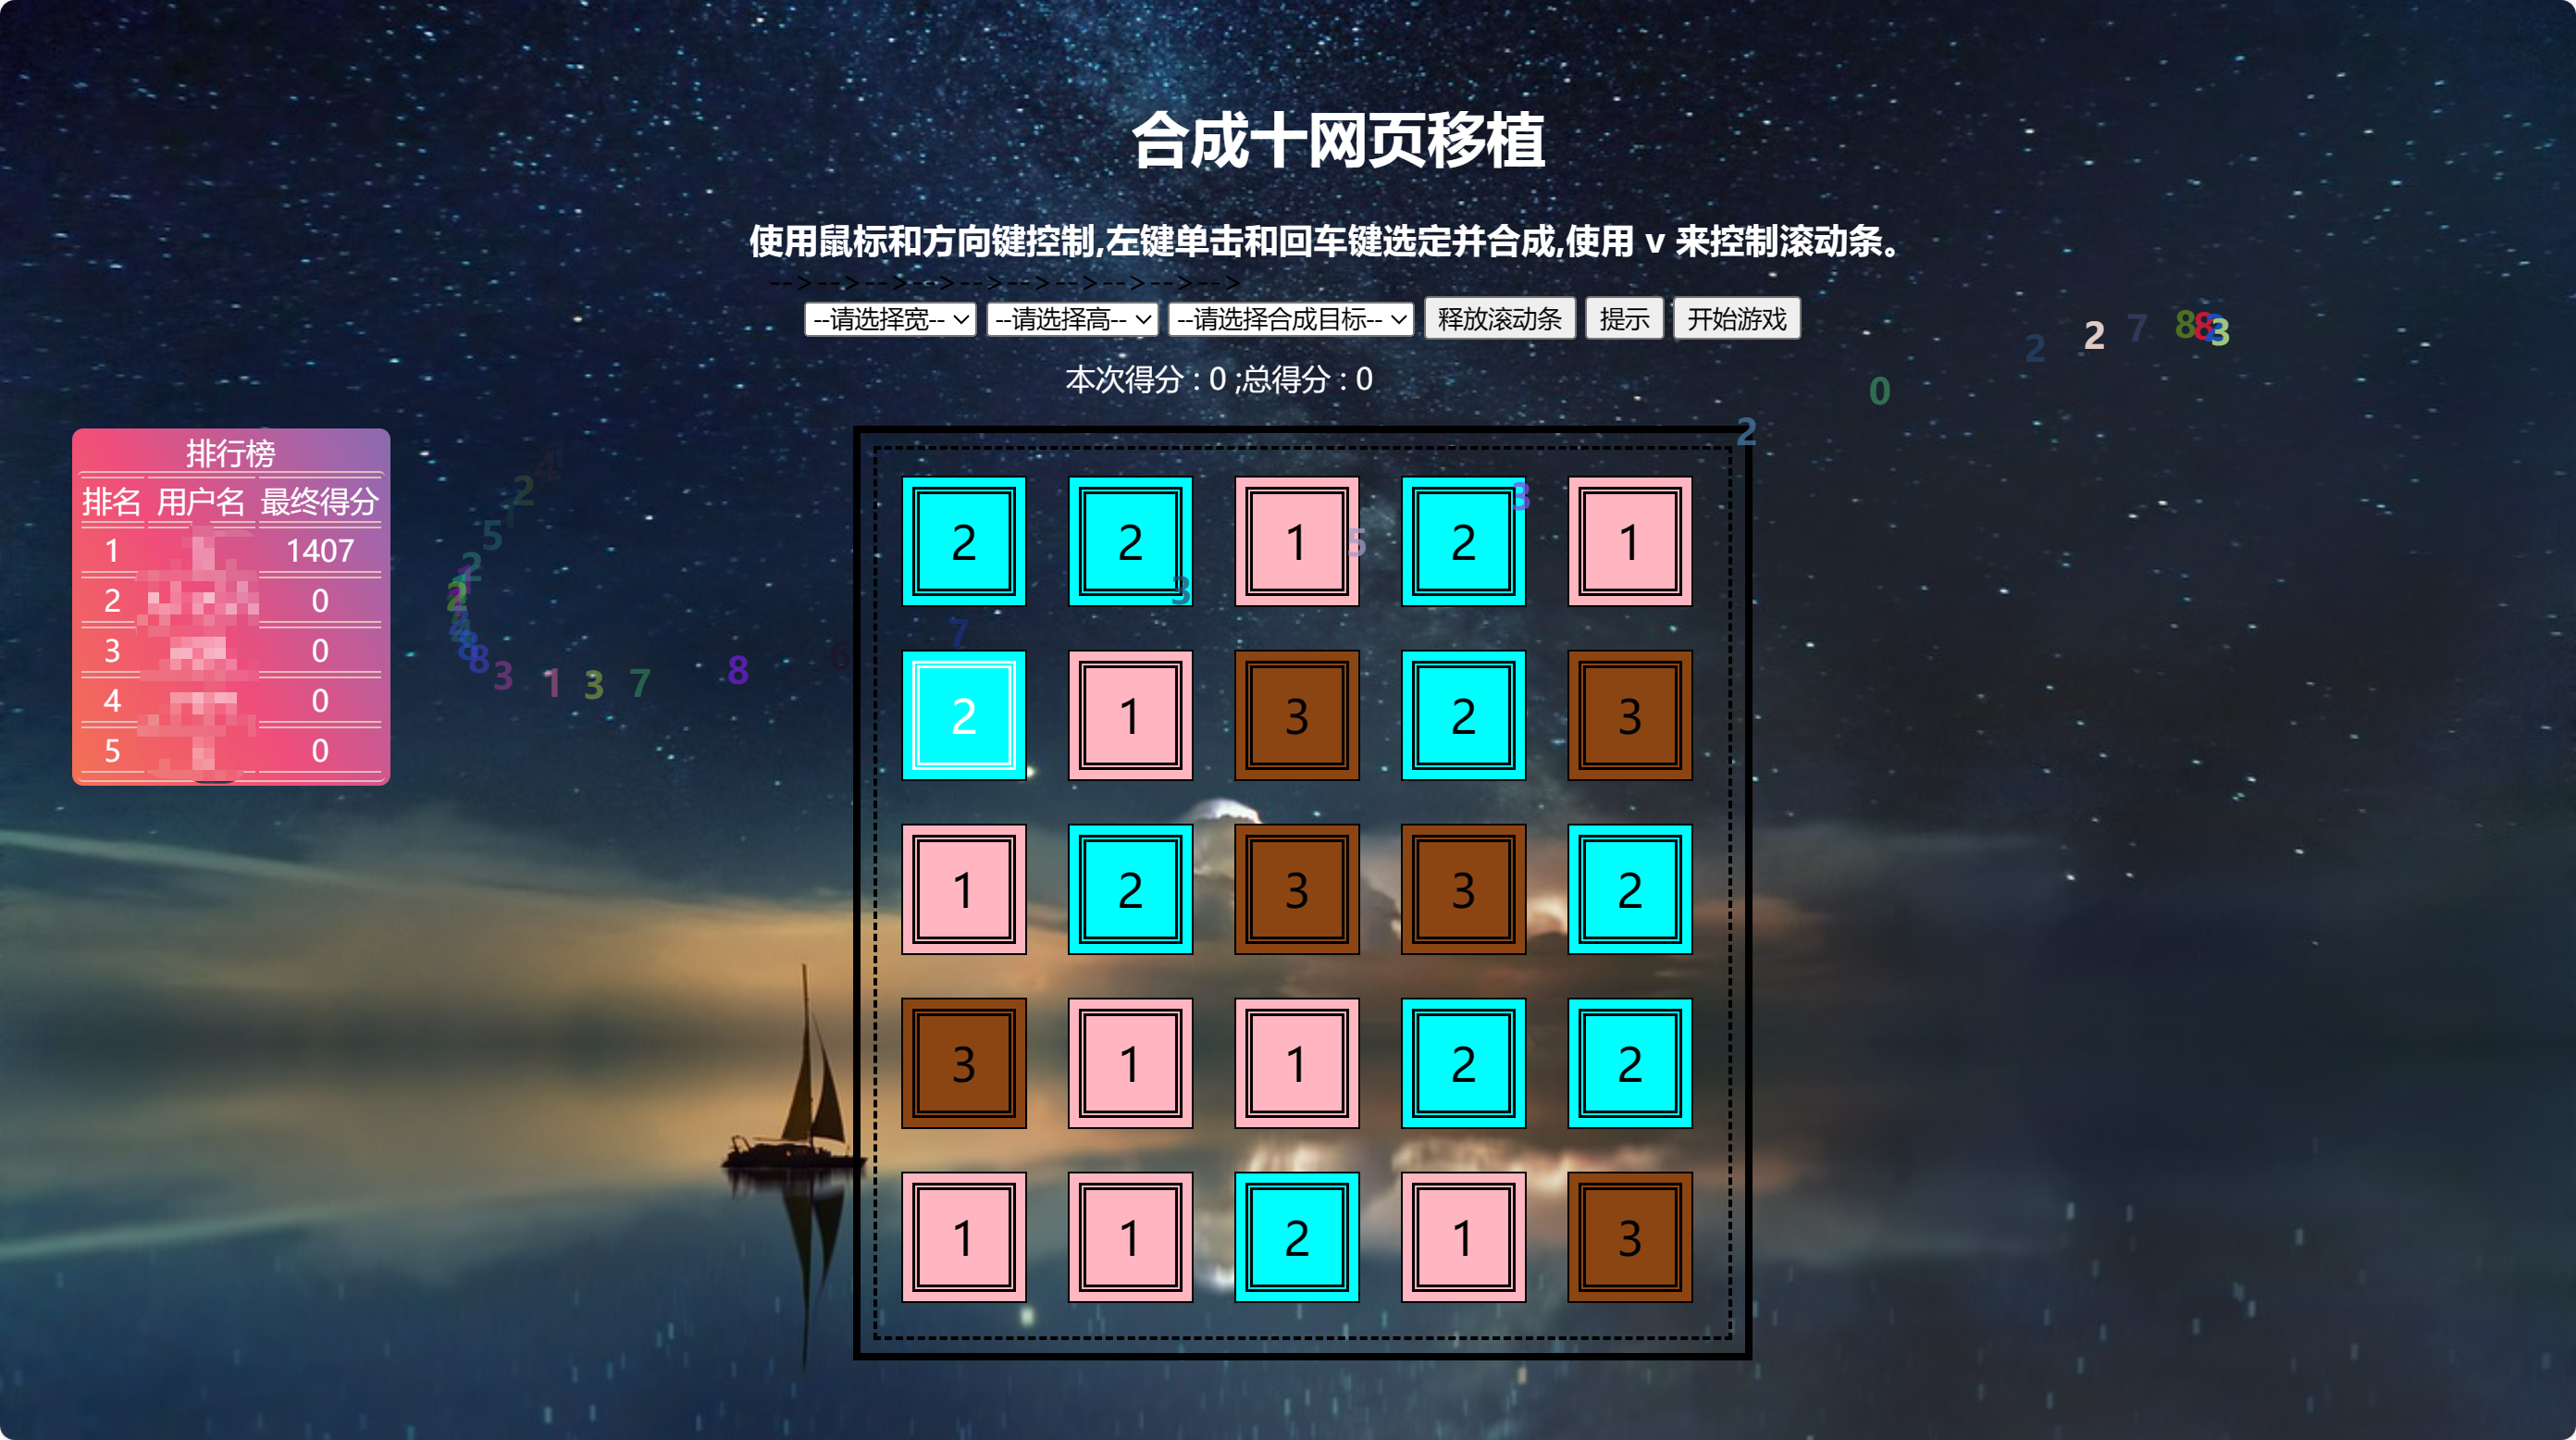 合成十网页移植
使用鼠标和方向键控制,左键单击和回车键选定并合成,使用 v 来控制滚动条。
-->-->-->-->-->-->-->-->-->-->
--请选择宽-- --请选择高-- --请选择合成目标-- 释放滚动条 提示 开始游戏
本次得分：0 ;总得分：0
排行榜
排名 用户名 最终得分
1 1407
2 0
3 0
4 0
5 0
2 2 1 2 1
2 1 3 2 3
1 2 3 3 2
3 1 1 2 2
1 1 2 1 3